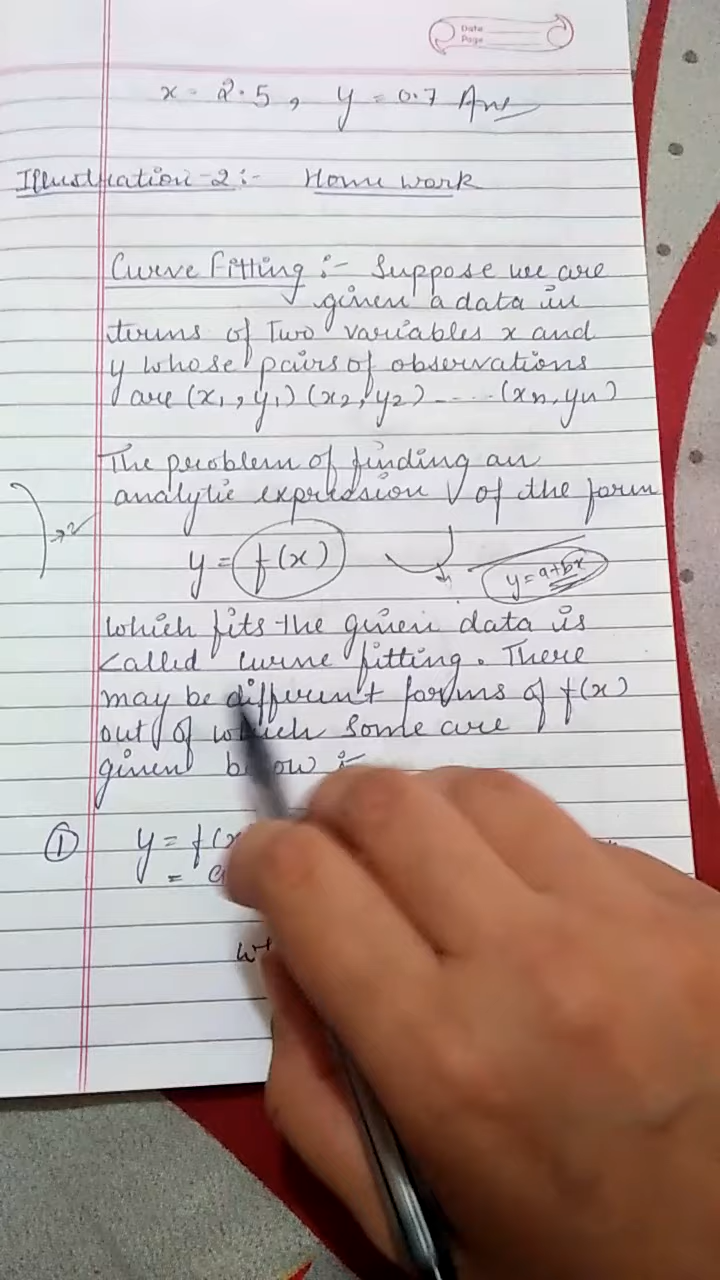 Date
Page
x = 2.5, y = 0.7 Ans
Illustration-2:- Home work
Curve Fitting :- Suppose we are
given a data in
terms of Two variables x and
y whose pairs of observations
are (x1, y1) (x2, y2) ---- (xn, yn)
The problem of finding an
analytic expression of the form
y = f(x)
y = a+bx
which fits the given data is
called curve fitting. There
may be different forms of f(x)
out of which some are
given below :-
① y = f(x
=